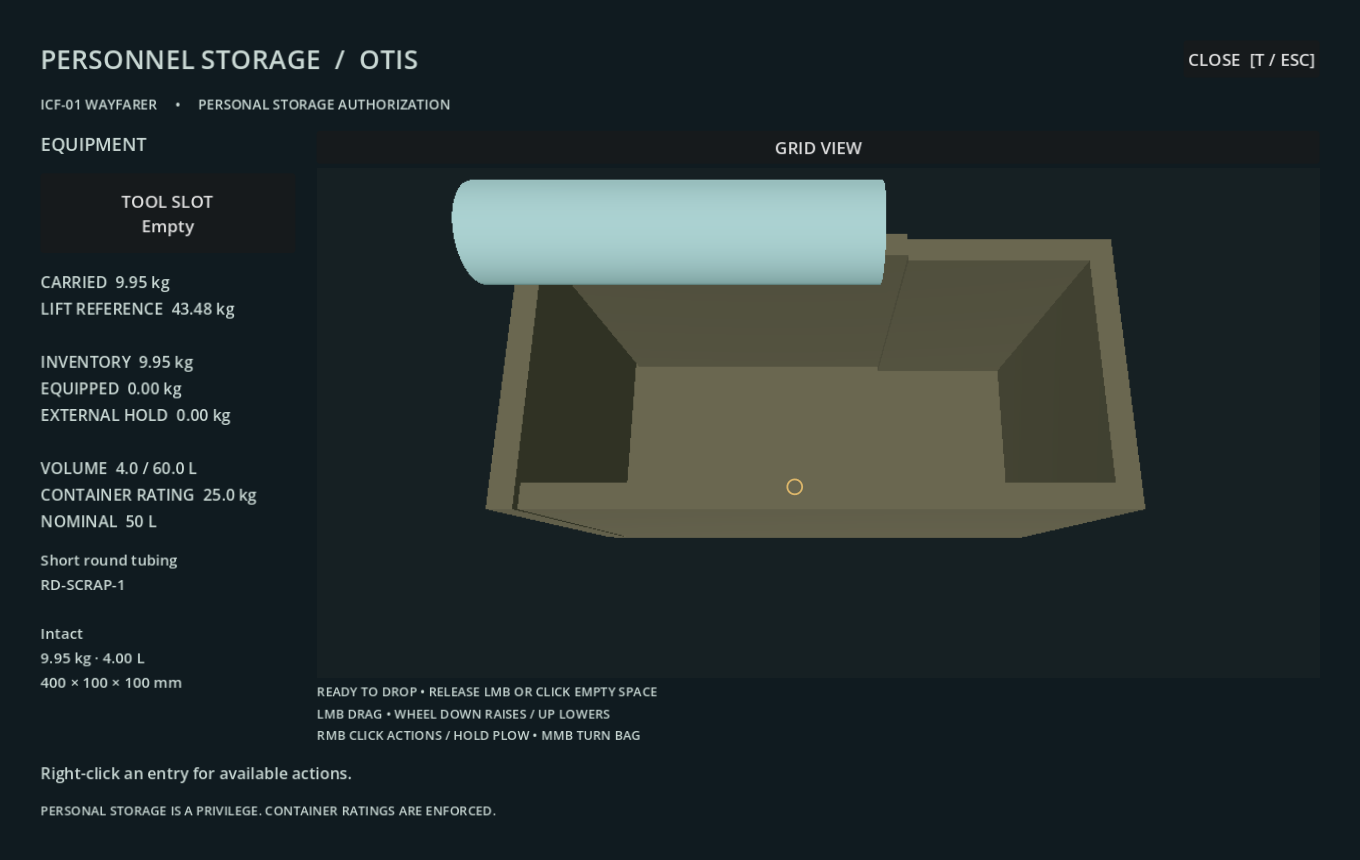 PERSONNEL STORAGE / OTIS
CLOSE [T / ESC]
ICF-01 WAYFARER • PERSONAL STORAGE AUTHORIZATION
EQUIPMENT
GRID VIEW
TOOL SLOT
Empty
CARRIED 9.95 kg
LIFT REFERENCE 43.48 kg
INVENTORY 9.95 kg
EQUIPPED 0.00 kg
EXTERNAL HOLD 0.00 kg
VOLUME 4.0 / 60.0 L
CONTAINER RATING 25.0 kg
NOMINAL 50 L
Short round tubing
RD-SCRAP-1
Intact
9.95 kg · 4.00 L
400 × 100 × 100 mm
READY TO DROP • RELEASE LMB OR CLICK EMPTY SPACE
LMB DRAG • WHEEL DOWN RAISES / UP LOWERS
RMB CLICK ACTIONS / HOLD PLOW • MMB TURN BAG
Right-click an entry for available actions.
PERSONAL STORAGE IS A PRIVILEGE. CONTAINER RATINGS ARE ENFORCED.